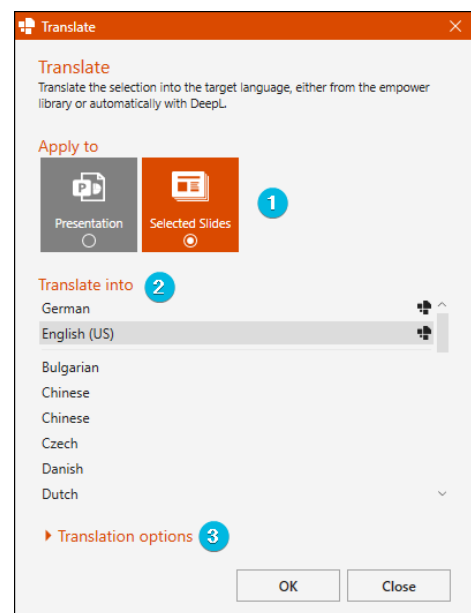 Translate
Translate
Translate the selection into the target language, either from the empower
library or automatically with DeepL.
Apply to
Presentation
Selected Slides
1
Translate into
2
German
English (US)
Bulgarian
Chinese
Chinese
Czech
Danish
Dutch
Translation options
3
OK
Close